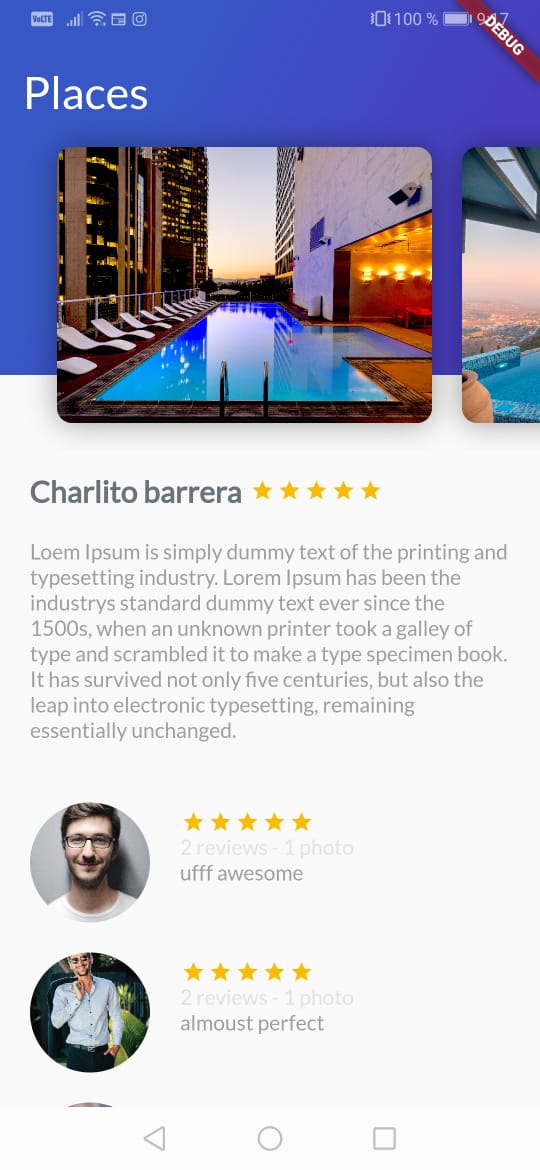 VoLTE 100 % 9:17
DEBUG
Places
Charlito barrera
Loem Ipsum is simply dummy text of the printing and
typesetting industry. Lorem Ipsum has been the
industrys standard dummy text ever since the
1500s, when an unknown printer took a galley of
type and scrambled it to make a type specimen book.
It has survived not only five centuries, but also the
leap into electronic typesetting, remaining
essentially unchanged.
2 reviews - 1 photo
ufff awesome
2 reviews - 1 photo
almoust perfect